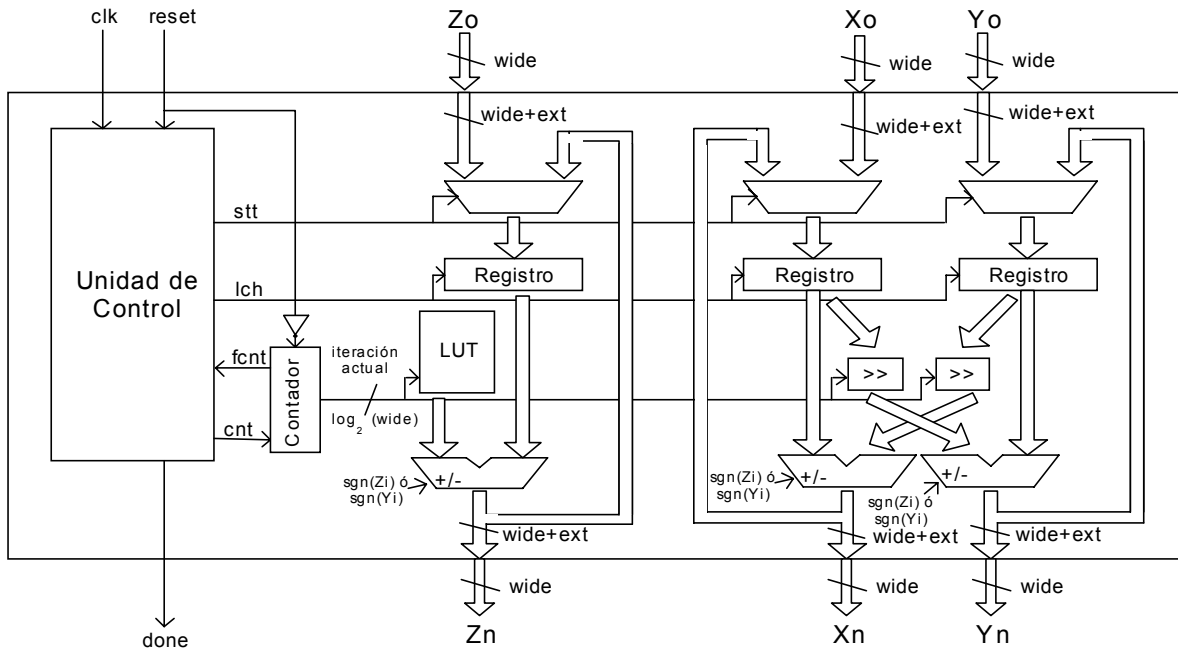 clk
reset
Zo
Xo
Yo
wide
wide
wide
wide+ext
wide+ext
wide+ext
stt
Unidad de
Control
Registro
Registro
Registro
lch
LUT
fcnt
iteración
actual
Contador
>>
>>
log2 (wide)
cnt
+/-
+/-
+/-
sgn(Zi) ó
sgn(Yi)
sgn(Zi) ó
sgn(Yi)
sgn(Zi) ó
sgn(Yi)
wide+ext
wide+ext
wide+ext
wide
wide
wide
done
Zn
Xn
Yn